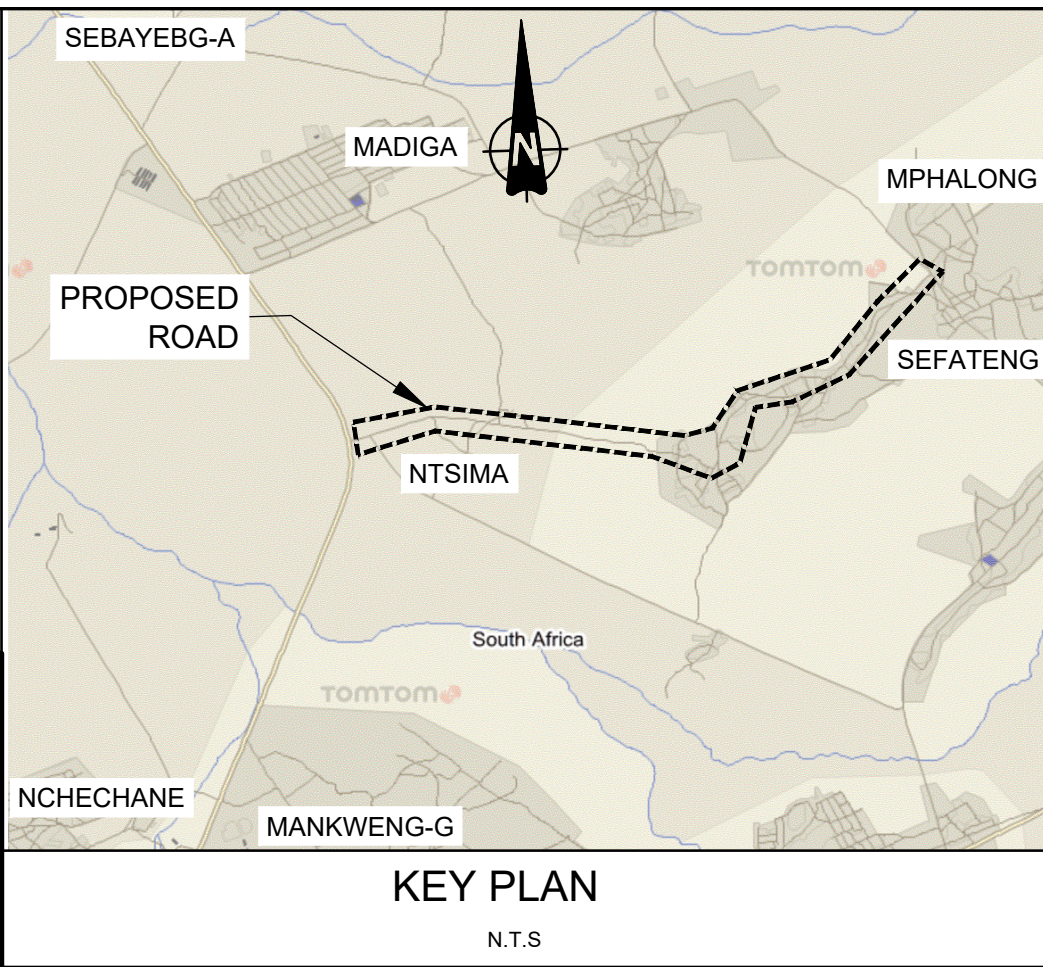 SEBAYEBG-A
MADIGA
N
MPHALONG
TOMTOM
PROPOSED
ROAD
SEFATENG
NTSIMA
South Africa
TOMTOM
NCHECHANE
MANKWENG-G
KEY PLAN
N.T.S